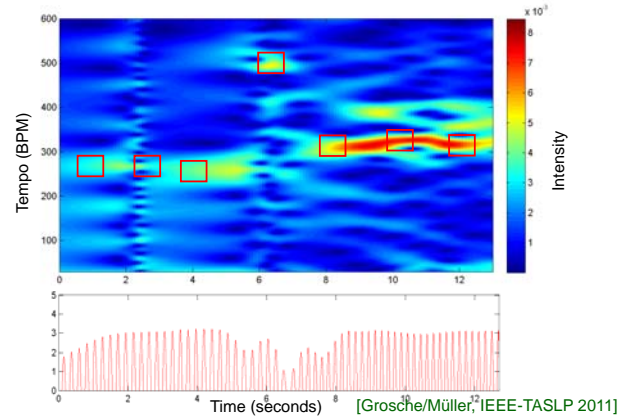 600
500
400
300
200
100
Tempo (BPM)
0 2 4 6 8 10 12
x 10⁻³
8
7
6
5
4
3
2
1
Intensity
5
4
3
2
1
0
0 2 4 6 8 10 12
Time (seconds)
[Grosche/Müller, IEEE-TASLP 2011]